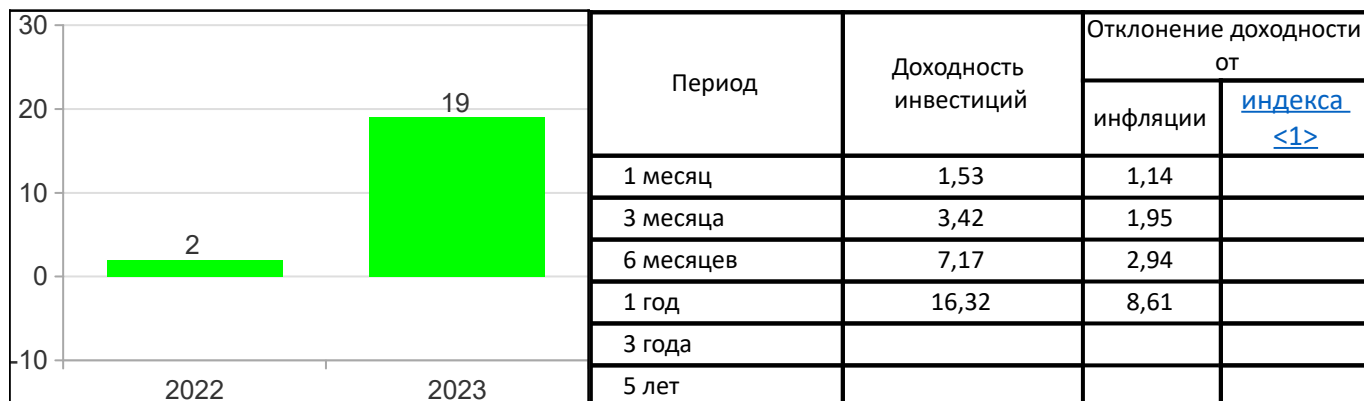 30
20
10
0
-10
2
19
2022
2023
Период
Доходность
инвестиций
Отклонение доходности
от
инфляции
индекса
<1>
1 месяц 1,53 1,14
3 месяца 3,42 1,95
6 месяцев 7,17 2,94
1 год 16,32 8,61
3 года
5 лет